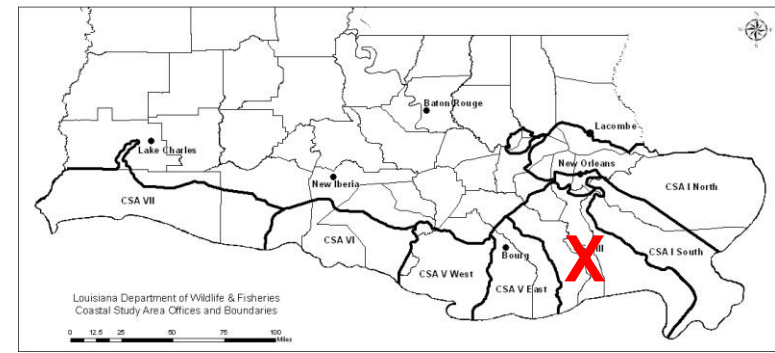 Baton Rouge
Lacombe
Lake Charles
New Orleans
New Iberia
CSA I North
CSA VII
CSA VI
CSA I South
CSA V West
Bourg
CSA V East
X
Louisiana Department of Wildlife & Fisheries
Coastal Study Area Offices and Boundaries
0 12.5 25 50 75 100
Miles